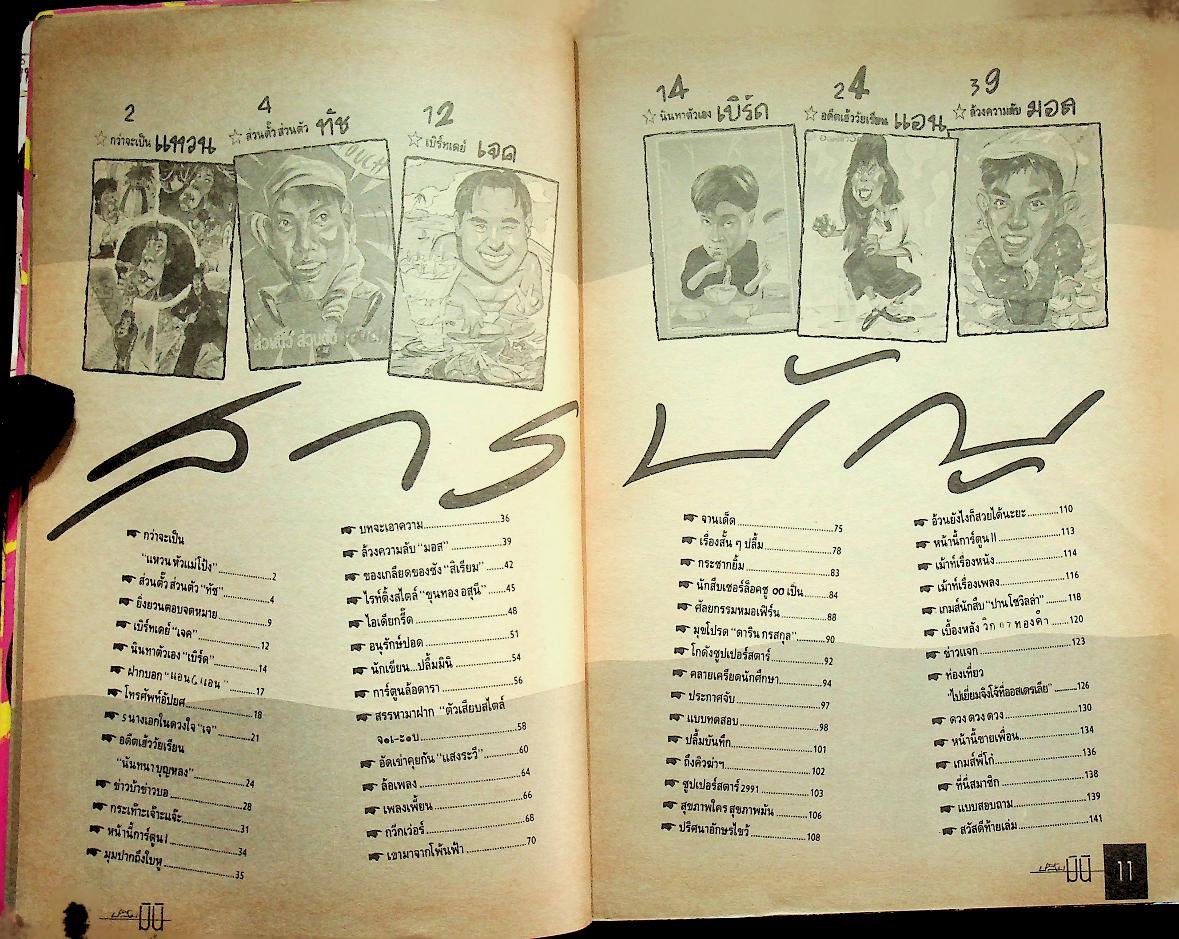 2
☆ กว่าจะเป็น แหวน
4
☆ ส่วนตั๊วส่วนตัว ทัช
12
☆ เบิร์ทเดย์ เจค
14
☆ นินทาตัวเอง เบิร์ด
24
☆ อดีตเฮ้ววัยเรียน แอน
39
☆ ล้วงความลับ มอส
สารบัญ
กว่าจะเป็น
"แหวน หัวแม่โป้ง"..........2
ส่วนตั๊วส่วนตัว "ทัช"..........4
ยิ่งยวนตอบจดหมาย..........9
เบิร์ทเดย์ "เจค"..........12
นินทาตัวเอง "เบิร์ด"..........14
ฝากบอก..........17
โทรศัพท์อัปยศ..........18
5 นางเอกในดวงใจ "เจ"..........21
อดีตเฮ้ววัยเรียน
"นันทนา บุญหลง"..........24
ข่าวบ้าข่าวบอ..........28
กระเท๊าะเจ๊าะแจ๊ะ..........31
หน้านี้การ์ตูน I..........34
มุมปากถึงใบหู..........35
บทจะเอาความ..........36
ล้วงความลับ "มอส"..........39
ของเกลียดของชัง "สิเรียม"..........42
ไรท์ติ้งสไตล์ "ขุนทอง อสุนี"..........45
ไอเดียกรี๊ด..........48
อนุรักษ์ปอด..........51
นักเขียน...ปลื้มมินิ..........54
การ์ตูนล้อดารา..........56
สรรหามาฝาก "ตัวเสียบสไตล์
..........58
อัดเข่าคุยกัน "แสงระวี"..........60
ล้อเพลง..........64
เพลงเพี้ยน..........66
กวีกเว่อร์..........68
เขามาจากโพ้นฟ้า..........70
จานเด็ด..........75
เรื่องสั้น ๆ ปลื้ม..........78
กระชากยิ้ม..........83
นักสืบเชอร์ล็อคชู 00 เป็น..........84
ศัลยกรรมหมอเฟิร์น..........88
มุขโปรด "ดาริน กรสกุล"..........90
โกดังซูปเปอร์สตาร์..........92
คลายเครียดนักศึกษา..........94
ประกาศจับ..........97
แบบทดสอบ..........98
ปลื้มบันทึก..........101
ถึงคิวฆ่าฯ..........102
ซูปเปอร์สตาร์ 2991..........103
สุขภาพใครสุขภาพมัน..........106
ปริศนาอักษรไขว้..........108
อ้วนยังไงก็สวยได้นะยะ..........110
หน้านี้การ์ตูน II..........113
เม้าท์เรื่องหนัง..........114
เม้าท์เรื่องเพลง..........116
เกมส์นักสืบ "ปานโซวิลล่า"..........118
เบื้องหลัง วิก 07 ทองคำ..........120
ข่าวแจก..........123
ท่องเที่ยว
"ไปเยี่ยมจิงโจ้ที่ออสเตรเลีย"..........126
ดวง ดวง ดวง..........130
หน้านี้ขายเพื่อน..........134
เกมส์พี่โก๋..........136
ที่นี่สมาชิก..........138
แบบสอบถาม..........139
สวัสดีท้ายเล่ม..........141
มินิ
มินิ 11